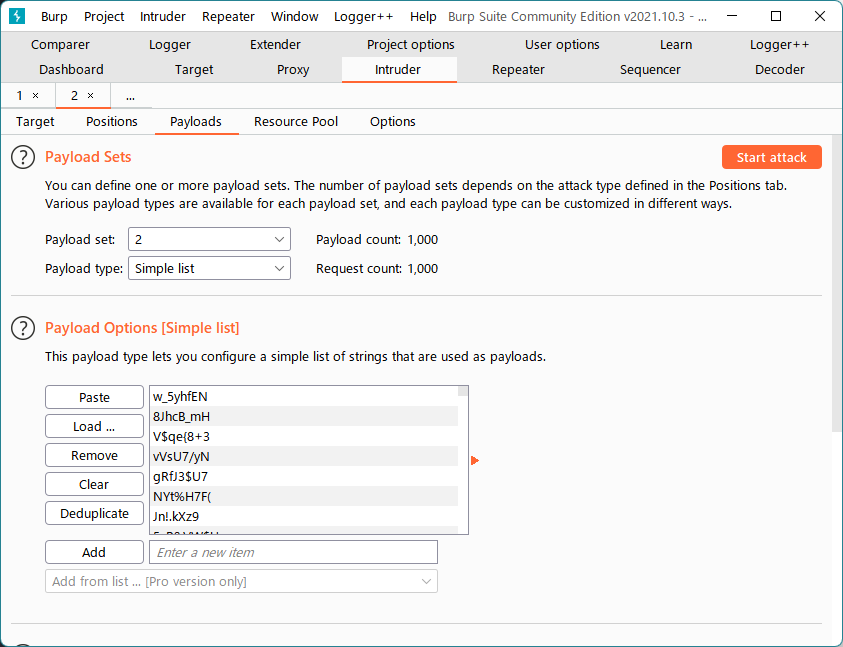 Burp Project Intruder Repeater Window Logger++ Help Burp Suite Community Edition v2021.10.3 - ...
Comparer Logger Extender Project options User options Learn Logger++
Dashboard Target Proxy Intruder Repeater Sequencer Decoder
1 × 2 × ...
Target Positions Payloads Resource Pool Options
? Payload Sets Start attack
You can define one or more payload sets. The number of payload sets depends on the attack type defined in the Positions tab.
Various payload types are available for each payload set, and each payload type can be customized in different ways.
Payload set: 2 Payload count: 1,000
Payload type: Simple list Request count: 1,000
? Payload Options [Simple list]
This payload type lets you configure a simple list of strings that are used as payloads.
Paste w_5yhfEN
8JhcB_mH
Load ... V$qe{8+3
Remove vVsU7/yN
gRfJ3$U7
Clear NYt%H7F(
Deduplicate Jn!.kXz9
Add Enter a new item
Add from list ... [Pro version only]